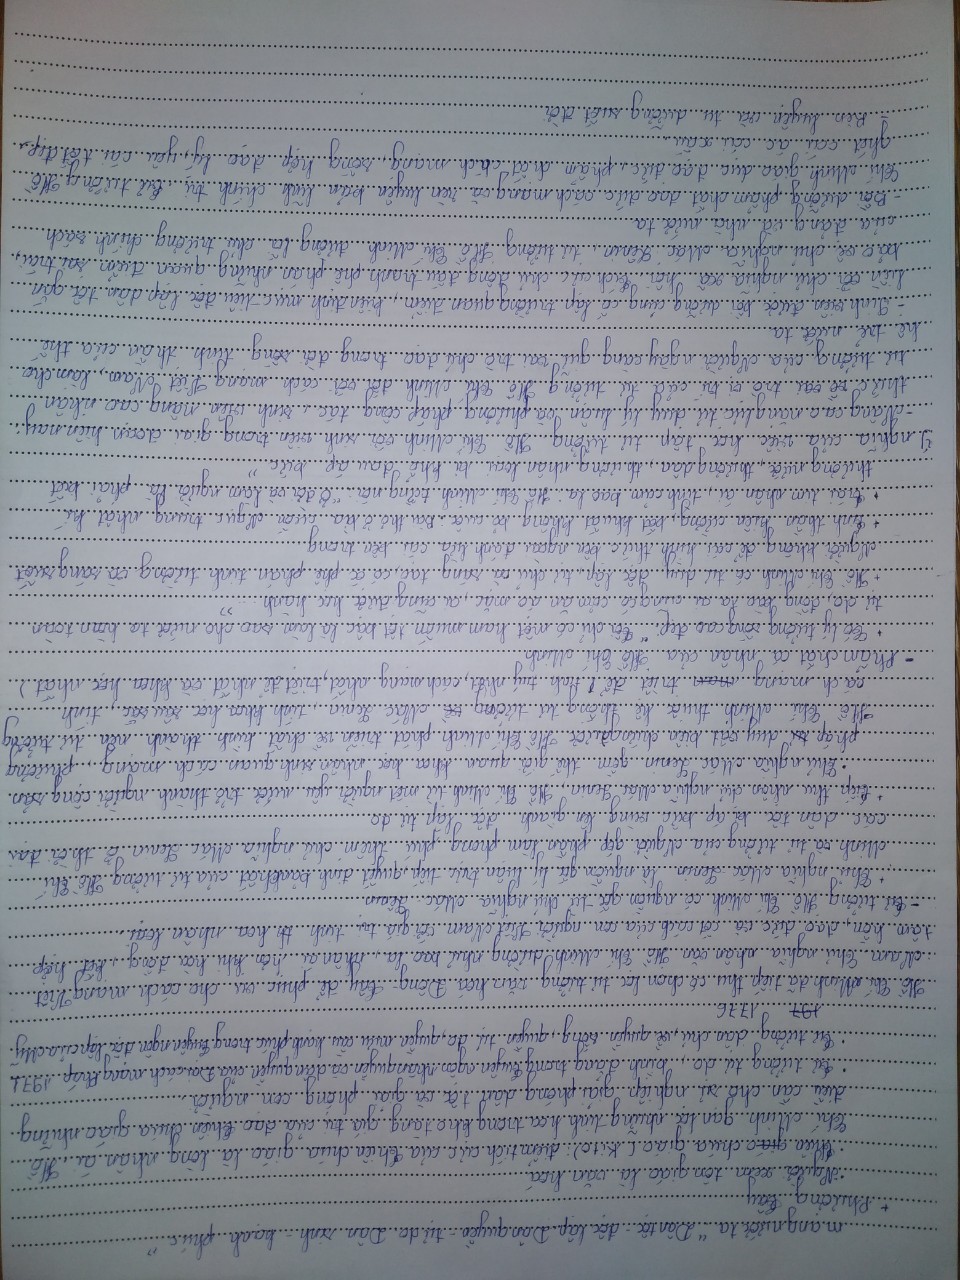 mạng nước ta "Dân tộc - độc lập. Dân quyền - tự do. Dân sinh - hạnh phúc"
+ Phương Tây
· Người xem tôn giáo là văn hoá
· Thiên giáo chúa giáo (Kito): điểm tích cực của Thiên chúa giáo là lòng nhân ái. Hồ
Chí Minh gạn lọc những tinh hoa trong kho tàng giá trị của đạo thiên chúa giáo những
điều cần cho sự nghiệp giải phóng dân tộc và giải phóng con người
· Tư tưởng tự do, bình đẳng trong tuyên ngôn nhân quyền và dân quyền của Đại cách mạng Pháp 1971
· Tư tưởng dân chủ, về quyền sống, quyền tự do, quyền mưu cầu hạnh phúc trong tuyên ngôn độc lập của Mỹ
197 1776
Hồ Chí Minh đã tiếp thu có chọn lọc tư tưởng văn hoá Đông - Tây để phục vụ cho cách mạng Việt
Nam. Chủ nghĩa nhân văn Hồ Chí Minh dường như bao la, nhân ái, hồn khi hòa đồng, kết hợp
tâm hồn, đạo đức và cốt cách của con người Việt Nam với giá trị tinh th hoa nhân loại
- Tư tưởng Hồ Chí Minh có nguồn gốc từ chủ nghĩa Mác - Lênin
+ Chủ nghĩa Mác - Lenin là nguồn gốc lý luận trực tiếp, quyết định bản chất của tư tưởng Hồ Chí
Minh và tư tưởng của Người góp phần làm phong phú thêm chủ nghĩa Mác Lenin ở thời đại
các dân tộc bị áp bức vùng lên giành độc lập tự do
+ Tiếp thu nhận chủ nghĩa Mác Lenin, Hồ Chí Minh từ một người yêu nước trở thành người cộng sản
· Chủ nghĩa Mác Lenin gồm thế giới quan khoa học nhân sinh quan cách mạng, phương
pháp tư duy vật biện chứng được Hồ Chí Minh phát triển về chất hình thành nên tư tưởng
Hồ Chí Minh thuộc hệ thống tư tưởng về Mác Lenin, tính khoa học sâu sắc, tính
cách mạng triệt để (tinh tuý nhất, cách mạng nhất, triệt để nhất và khoa học nhất)
- Phẩm chất cá nhân của Hồ Chí Minh
+ Có lý tưởng sống cao đẹp: "Tôi chỉ có một ham muốn tột bậc là làm sao cho nước ta hoàn toàn
tự do, đồng bào ta ai cũng có cơm ăn áo mặc, ai cũng được học hành..."
+ Hồ Chí Minh có tư duy độc lập, tự chủ và sáng tạo, có óc phê phán tinh tường và sáng suốt
Người không để cái hình thức bên ngoài đánh lừa cái bên trong
+ Tinh thần kiên cường, bất khuất không bỏ cuộc. Bài thơ ở bìa cuốn Ngục trung nhật kí
+ Trái tim nhân ái, tình cảm bao la: Hồ Chí Minh từng nói: "Ở đời và làm người là phải biết
thương nước, thương dân, thương nhân loại bị khổ đau áp bức"
Ý nghĩa của việc học tập tư tưởng Hồ Chí Minh với sinh viên trong giai đoạn hiện nay:
- Nâng cao năng lực tư duy lý luận và phương pháp công tác: sinh viên nâng cao nhận
thức về vai trò vị trí của tư tưởng Hồ Chí Minh đối với cách mạng Việt Nam, làm cho
tư tưởng của Người ngày càng giữ vai trò chủ đạo trong đời sống tinh thần của thế
hệ trẻ nước ta
- Sinh viên được bồi dưỡng củng cố lập trường quan điểm, kiên định mục tiêu độc lập dân tộc gắn
liền với chủ nghĩa xã hội. Tích cực chủ động đấu tranh phê phán những quan điểm sai trái,
bảo vệ chủ nghĩa Mác Lênin, tư tưởng Hồ Chí Minh đường lối chủ trương chính sách
của đảng và nhà nước ta
- Bồi dưỡng phẩm chất đạo đức cách mạng và rèn luyện bản lĩnh chính trị. Tư tưởng Hồ
Chí Minh giáo dục đạo đức, phẩm chất cách mạng, sống hợp đạo lý, yêu cái tốt đẹp,
ghét cái ác cái xấu.
- Rèn luyện và tu dưỡng suốt đời